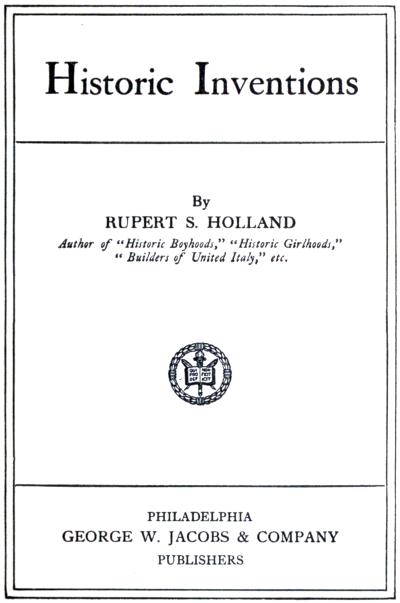 Historic Inventions
By
RUPERT S. HOLLAND
Author of “Historic Boyhoods,” “Historic Girlhoods,”
“ Builders of United Italy,” etc.
PHILADELPHIA
GEORGE W. JACOBS & COMPANY
PUBLISHERS